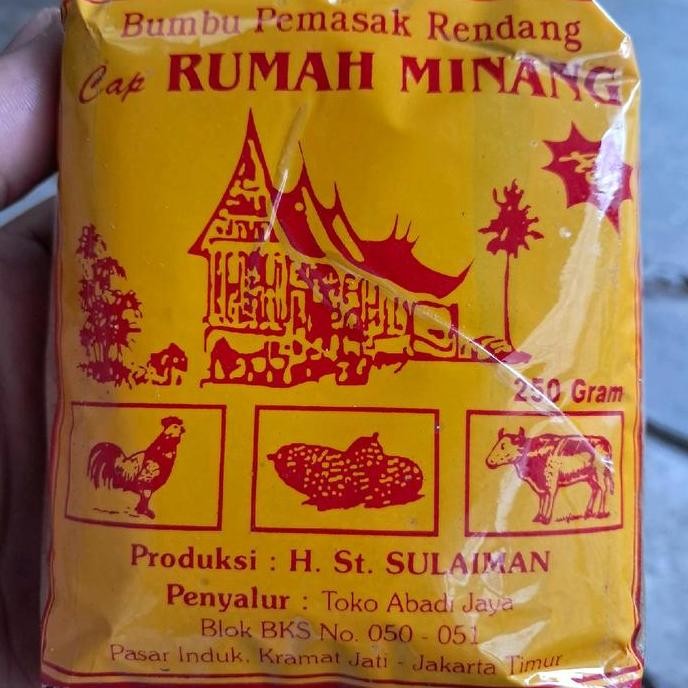 Bumbu Pemasak Rendang
Cap RUMAH MINANG
250 Gram
Produksi : H. St. SULAIMAN
Penyalur : Toko Abadi Jaya
Blok BKS No. 050 - 051
Pasar Induk. Kramat Jati - Jakarta Timur